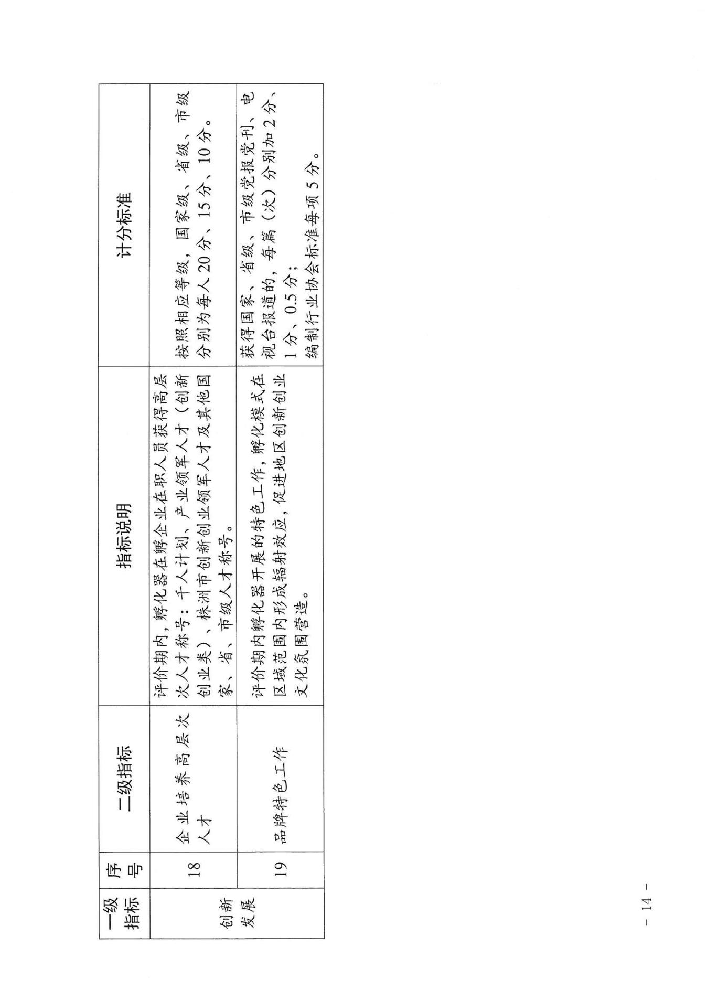 一级
指标
序
号
二级指标
指标说明
计分标准
创新
发展
18
企业培养高层次
人才
评价期内，孵化器在孵企业在职人员获得高层
次人才称号：千人计划、产业领军人才（创新
创业类）、株洲市创新创业领军人才及其他国
家、省、市级人才称号。
按照相应等级，国家级、省级、市级
分别为每人20分、15分、10分。
19
品牌特色工作
评价期内孵化器开展的特色工作，孵化模式在
区域范围内形成辐射效应，促进地区创新创业
文化氛围营造。
获得国家、省级、市级党报党刊、电
视台报道的，每篇（次）分别加2分、
1分、0.5分；
编制行业协会标准每项5分。
- 14 -